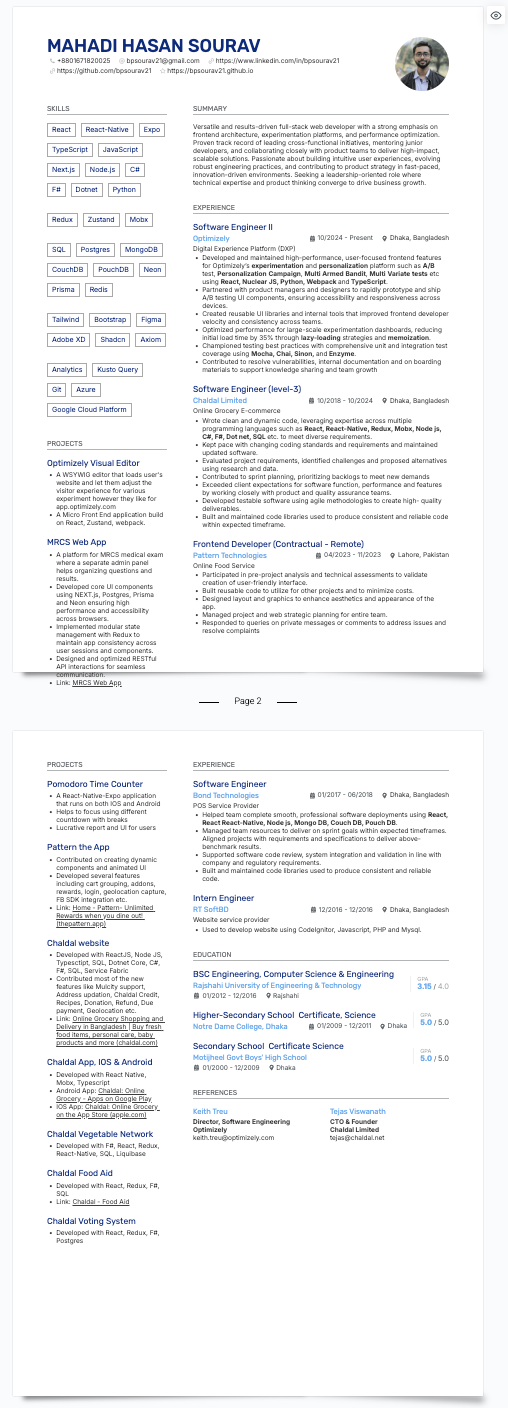 MAHADI HASAN SOURAV
+8801671820025 bpsourav21@gmail.com https://www.linkedin.com/in/bpsourav21
https://github.com/bpsourav21 https://bpsourav21.github.io
SKILLS
React React-Native Expo
TypeScript JavaScript
Next.js Node.js C#
F# Dotnet Python
Redux Zustand Mobx
SQL Postgres MongoDB
CouchDB PouchDB Neon
Prisma Redis
Tailwind Bootstrap Figma
Adobe XD Shadcn Axiom
Analytics Kusto Query
Git Azure
Google Cloud Platform
PROJECTS
Optimizely Visual Editor
• A WSYWIG editor that loads user's
website and let them adjust the
visitor experience for various
experiment however they like for
app.optimizely.com
• A Micro Front End application build
on React, Zustand, webpack.
MRCS Web App
• A platform for MRCS medical exam
where a separate admin panel
helps organizing questions and
results.
• Developed core UI components
using NEXT.js, Postgres, Prisma
and Neon ensuring high
performance and accessibility
across browsers.
• Implemented modular state
management with Redux to
maintain app consistency across
user sessions and components.
• Designed and optimized RESTful
API interactions for seamless
communication.
• Link: MRCS Web App
SUMMARY
Versatile and results-driven full-stack web developer with a strong emphasis on
frontend architecture, experimentation platforms, and performance optimization.
Proven track record of leading cross-functional initiatives, mentoring junior
developers, and collaborating closely with product teams to deliver high-impact,
scalable solutions. Passionate about building intuitive user experiences, evolving
robust engineering practices, and contributing to product strategy in fast-paced,
innovation-driven environments. Seeking a leadership-oriented role where
technical expertise and product thinking converge to drive business growth.
EXPERIENCE
Software Engineer II
Optimizely 10/2024 - Present Dhaka, Bangladesh
Digital Experience Platform (DXP)
• Developed and maintained high-performance, user-focused frontend features
for Optimizely's experimentation and personalization platform such as A/B
test, Personalization Campaign, Multi Armed Bandit, Multi Variate tests etc
using React, Nuclear JS, Python, Webpack and TypeScript.
• Partnered with product managers and designers to rapidly prototype and ship
A/B testing UI components, ensuring accessibility and responsiveness across
devices.
• Created reusable UI libraries and internal tools that improved frontend developer
velocity and consistency across teams.
• Optimized performance for large-scale experimentation dashboards, reducing
initial load time by 35% through lazy-loading strategies and memoization.
• Championed testing best practices with comprehensive unit and integration test
coverage using Mocha, Chai, Sinon, and Enzyme.
• Contributed to resolve vulnerabilities, internal documentation and on boarding
materials to support knowledge sharing and team growth
Software Engineer (level-3)
Chaldal Limited 10/2018 - 10/2024 Dhaka, Bangladesh
Online Grocery E-commerce
• Wrote clean and dynamic code, leveraging expertise across multiple
programming languages such as React, React-Native, Redux, Mobx, Node js,
C#, F#, Dot net, SQL etc. to meet diverse requirements.
• Kept pace with changing coding standards and requirements and maintained
updated software.
• Evaluated project requirements, identified challenges and proposed alternatives
using research and data.
• Contributed to sprint planning, prioritizing backlogs to meet new demands
• Exceeded client expectations for software function, performance and features
by working closely with product and quality assurance teams.
• Developed testable software using agile methodologies to create high- quality
deliverables.
• Built and maintained code libraries used to produce consistent and reliable code
within expected timeframe.
Frontend Developer (Contractual - Remote)
Pattern Technologies 04/2023 - 11/2023 Lahore, Pakistan
Online Food Service
• Participated in pre-project analysis and technical assessments to validate
creation of user-friendly interface.
• Built reusable code to utilize for other projects and to minimize costs.
• Designed layout and graphics to enhance aesthetics and appearance of the
app.
• Managed project and web strategic planning for entire team.
• Responded to queries on private messages or comments to address issues and
resolve complaints
Page 2
PROJECTS
Pomodoro Time Counter
• A React-Native-Expo application
that runs on both IOS and Android
• Helps to focus using different
countdown with breaks
• Lucrative report and UI for users
Pattern the App
• Contributed on creating dynamic
components and animated UI
• Developed several features
including cart grouping, addons,
rewards, login, geolocation capture,
FB SDK integration etc.
• Link: Home - Pattern- Unlimited
Rewards when you dine out!
(thepattern.app)
Chaldal website
• Developed with ReactJS, Node JS,
Typesctipt, SQL, Dotnet Core, C#,
F#, SQL, Service Fabric
• Contributed most of the new
features like Mulcity support,
Address updation, Chaldal Credit,
Recipes, Donation, Refund, Due
payment, Geolocation etc.
• Link: Online Grocery Shopping and
Delivery in Bangladesh | Buy fresh
food items, personal care, baby
products and more (chaldal.com)
Chaldal App, IOS & Android
• Developed with React Native,
Mobx, Typescript
• Android App: Chaldal: Online
Grocery - Apps on Google Play
• IOS App: Chaldal: Online Grocery
on the App Store (apple.com)
Chaldal Vegetable Network
• Developed with F#, React, Redux,
React-Native, SQL, Liquibase
Chaldal Food Aid
• Developed with React, Redux, F#,
SQL
• Link: Chaldal - Food Aid
Chaldal Voting System
• Developed with React, Redux, F#,
Postgres
EXPERIENCE
Software Engineer
Bond Technologies 01/2017 - 06/2018 Dhaka, Bangladesh
POS Service Provider
• Helped team complete smooth, professional software deployments using React,
React React-Native, Node js, Mongo DB, Couch DB, Pouch DB.
• Managed team resources to deliver on sprint goals within expected timeframes.
Aligned projects with requirements and specifications to deliver above-
benchmark results.
• Supported software code review, system integration and validation in line with
company and regulatory requirements.
• Built and maintained code libraries used to produce consistent and reliable
code.
Intern Engineer
RT SoftBD 12/2016 - 12/2016 Dhaka, Bangladesh
Website service provider
• Used to develop website using CodeIgnitor, Javascript, PHP and Mysql.
EDUCATION
BSC Engineering, Computer Science & Engineering
Rajshahi University of Engineering & Technology
01/2012 - 12/2016 Rajshahi
GPA
3.15 / 4.0
Higher-Secondary School Certificate, Science
Notre Dame College, Dhaka 01/2009 - 12/2011 Dhaka
GPA
5.0 / 5.0
Secondary School Certificate Science
Motijheel Govt Boys' High School
01/2000 - 12/2009 Dhaka
GPA
5.0 / 5.0
REFERENCES
Keith Treu
Director, Software Engineering
Optimizely
keith.treu@optimizely.com
Tejas Viswanath
CTO & Founder
Chaldal Limited
tejas@chaldal.net